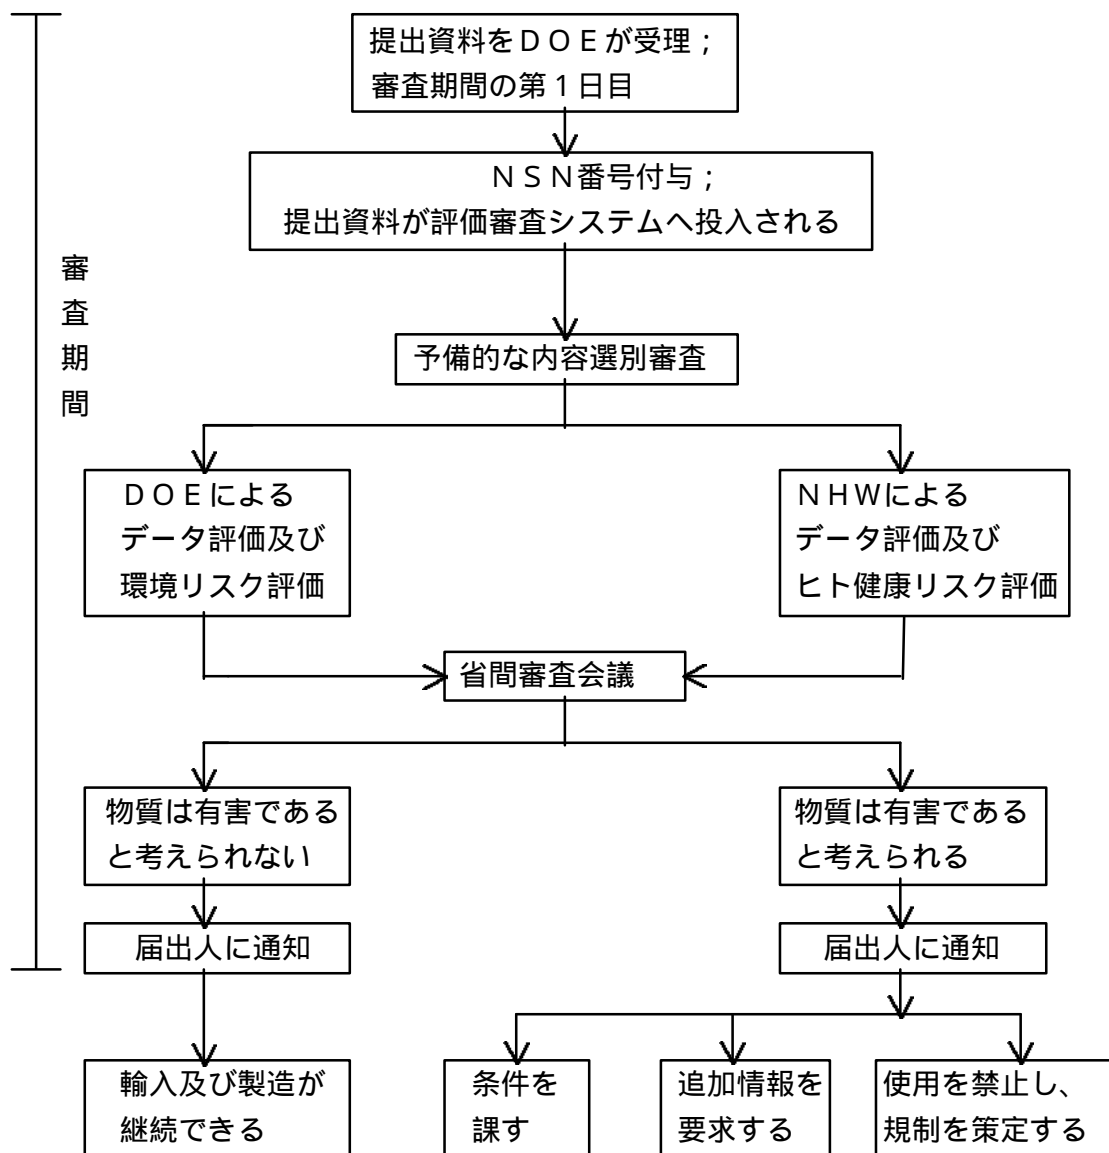 提出資料をＤＯＥが受理；
審査期間の第１日目
ＮＳＮ番号付与；
提出資料が評価審査システムへ投入される
審査期間
予備的な内容選別審査
ＤＯＥによる
データ評価及び
環境リスク評価
ＮＨＷによる
データ評価及び
ヒト健康リスク評価
省間審査会議
物質は有害である
と考えられない
物質は有害である
と考えられる
届出人に通知
届出人に通知
輸入及び製造が
継続できる
条件を
課す
追加情報を
要求する
使用を禁止し、
規制を策定する